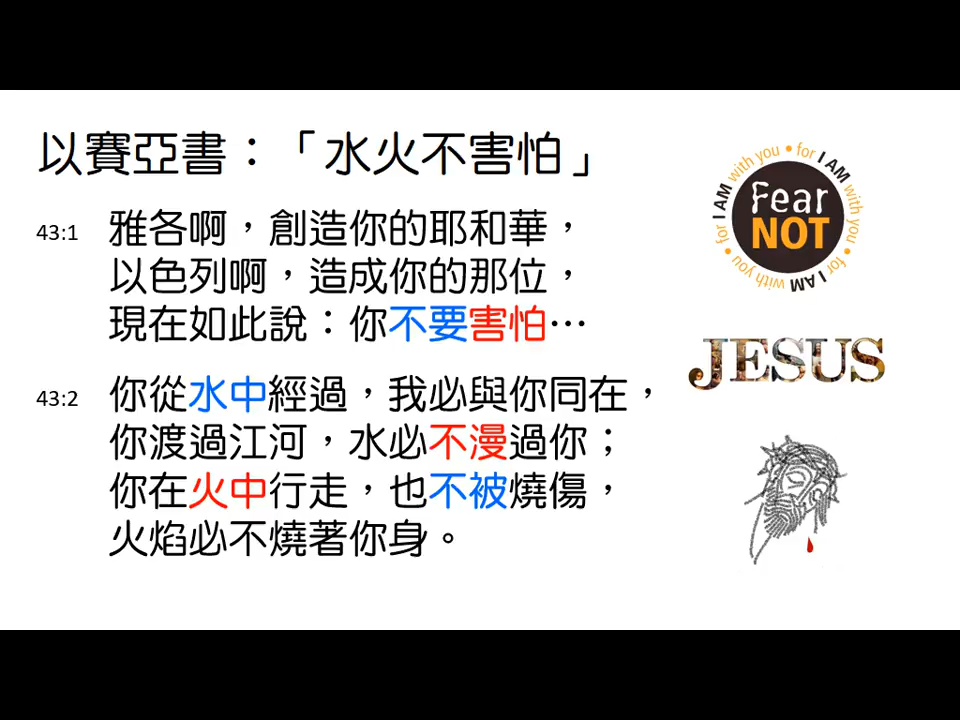 以賽亞書：「水火不害怕」
43:1 雅各啊，創造你的耶和華，
以色列啊，造成你的那位，
現在如此說：你不要害怕…
43:2 你從水中經過，我必與你同在，
你渡過江河，水必不漫過你；
你在火中行走，也不被燒傷，
火焰必不燒著你身。
for I AM with you • for I AM with you • for I AM with you •
Fear
NOT
JESUS